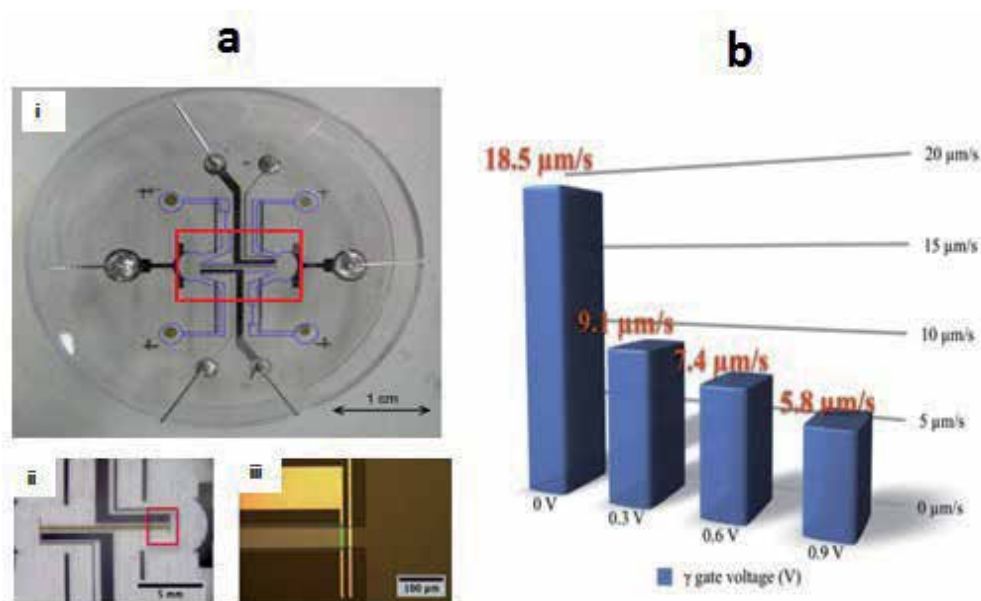 a
b
i
1 cm
ii
5 mm
iii
100 μm
18.5 μm/s
9.1 μm/s
7.4 μm/s
5.8 μm/s
20 μm/s
15 μm/s
10 μm/s
5 μm/s
0 μm/s
0 V
0.3 V
0.6 V
0.9 V
γ gate voltage (V)